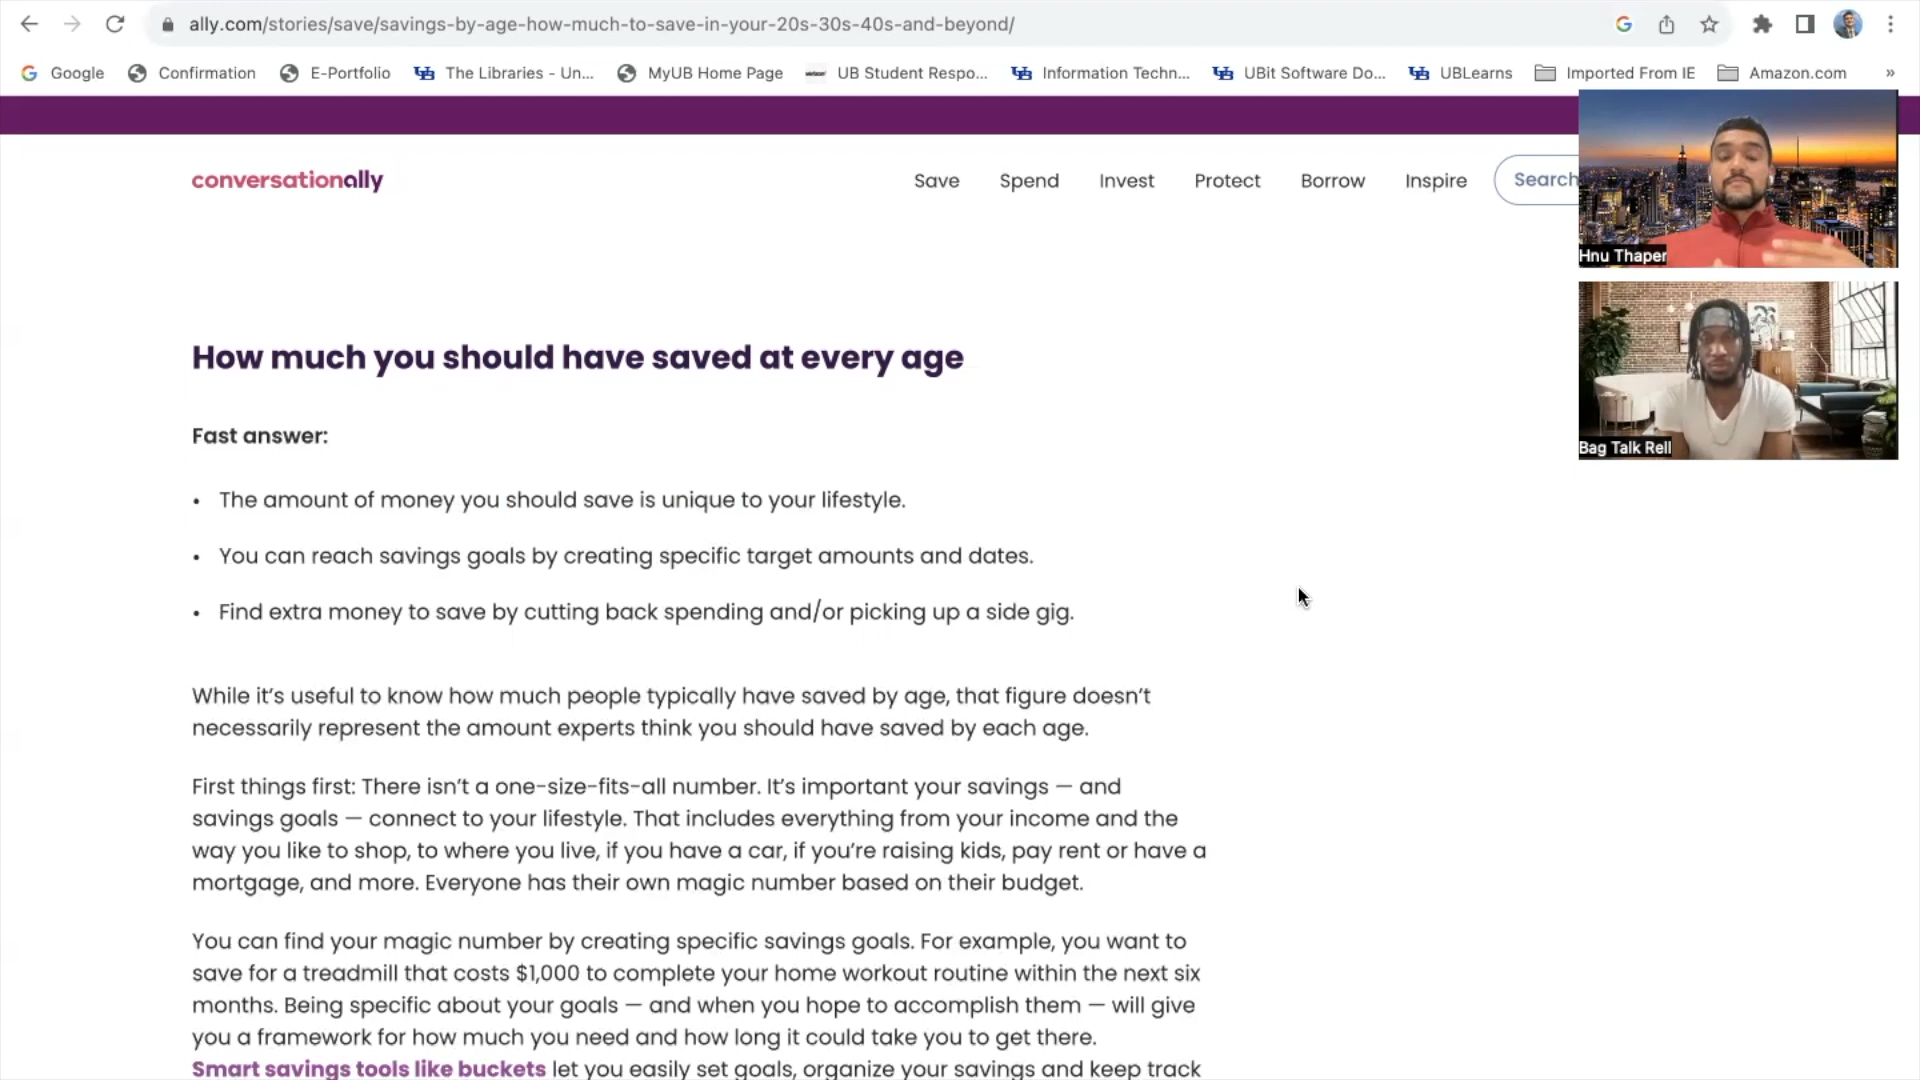 ally.com/stories/save/savings-by-age-how-much-to-save-in-your-20s-30s-40s-and-beyond/
Google Confirmation E-Portfolio The Libraries - Un... MyUB Home Page UB Student Respo... Information Techn... UBit Software Do... UBLearns Imported From IE Amazon.com »
conversationally Save Spend Invest Protect Borrow Inspire Search
Hnu Thaper
Bag Talk Rell
How much you should have saved at every age
Fast answer:
• The amount of money you should save is unique to your lifestyle.
• You can reach savings goals by creating specific target amounts and dates.
• Find extra money to save by cutting back spending and/or picking up a side gig.
While it’s useful to know how much people typically have saved by age, that figure doesn’t
necessarily represent the amount experts think you should have saved by each age.
First things first: There isn’t a one-size-fits-all number. It’s important your savings — and
savings goals — connect to your lifestyle. That includes everything from your income and the
way you like to shop, to where you live, if you have a car, if you’re raising kids, pay rent or have a
mortgage, and more. Everyone has their own magic number based on their budget.
You can find your magic number by creating specific savings goals. For example, you want to
save for a treadmill that costs $1,000 to complete your home workout routine within the next six
months. Being specific about your goals — and when you hope to accomplish them — will give
you a framework for how much you need and how long it could take you to get there.
Smart savings tools like buckets let you easily set goals, organize your savings and keep track